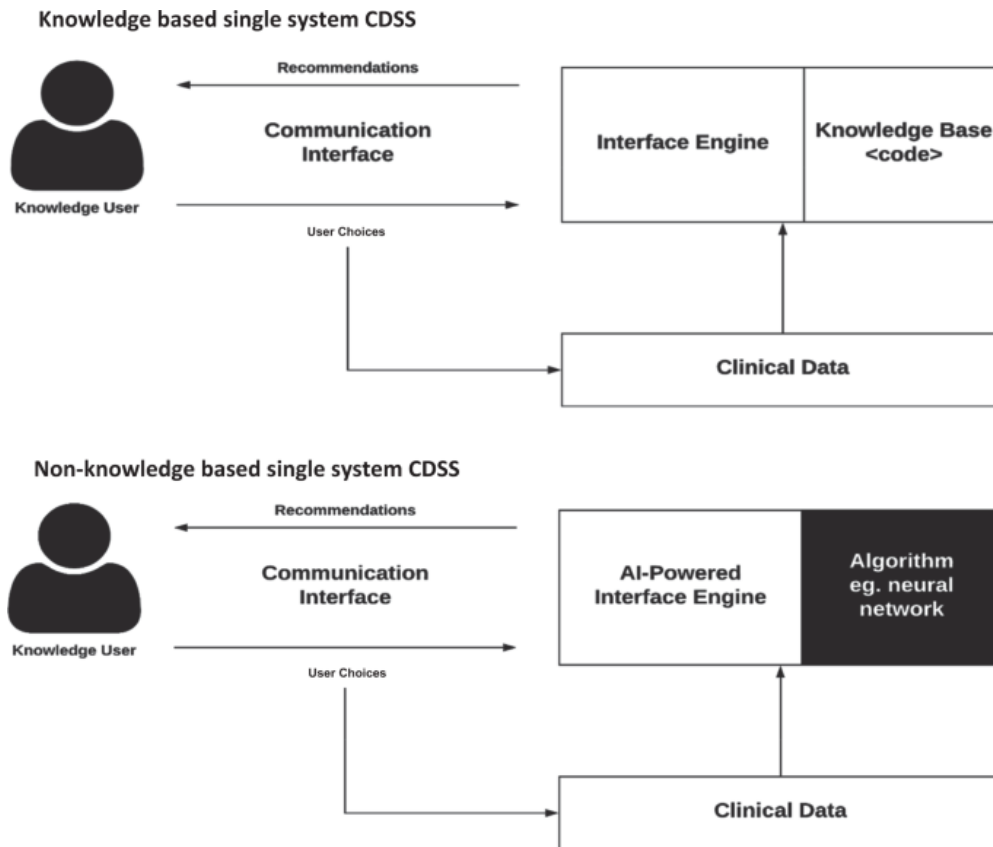 Knowledge based single system CDSS
Recommendations
Communication
Interface
Knowledge User
User Choices
Interface Engine
Knowledge Base
<code>
Clinical Data
Non-knowledge based single system CDSS
Recommendations
Communication
Interface
Knowledge User
User Choices
AI-Powered
Interface Engine
Algorithm
eg. neural
network
Clinical Data